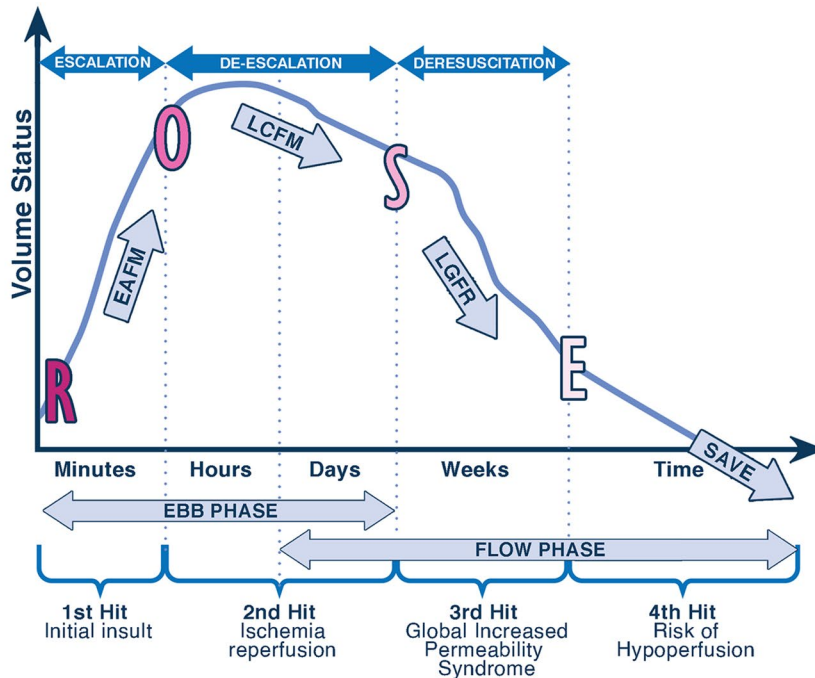 ESCALATION
DE-ESCALATION
DERESUSCITATION
Volume Status
R
O
S
E
EAFM
LCFM
LGFR
SAVE
Minutes
Hours
Days
Weeks
Time
EBB PHASE
FLOW PHASE
1st Hit
Initial insult
2nd Hit
Ischemia
reperfusion
3rd Hit
Global Increased
Permeability
Syndrome
4th Hit
Risk of
Hypoperfusion